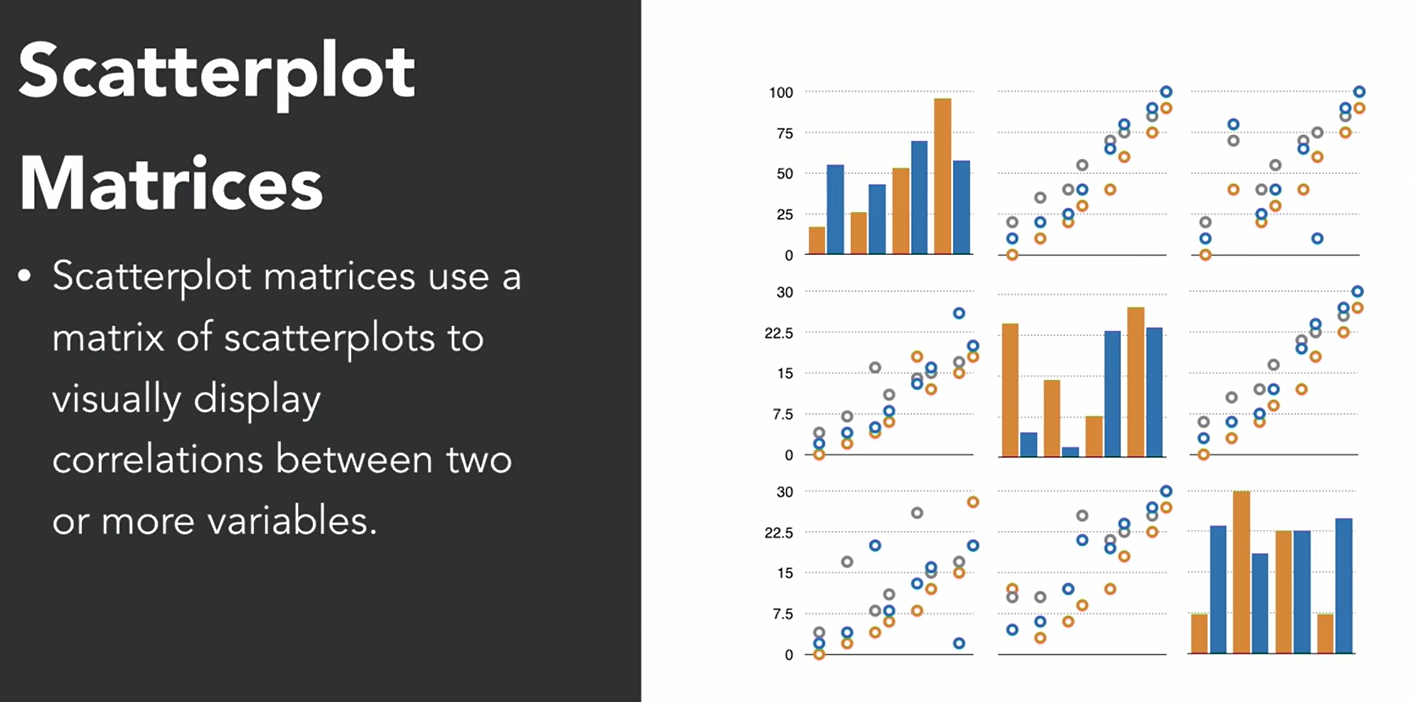 Scatterplot
Matrices
• Scatterplot matrices use a
matrix of scatterplots to
visually display
correlations between two
or more variables.
100
75
50
25
0
30
22.5
15
7.5
0
30
22.5
15
7.5
0